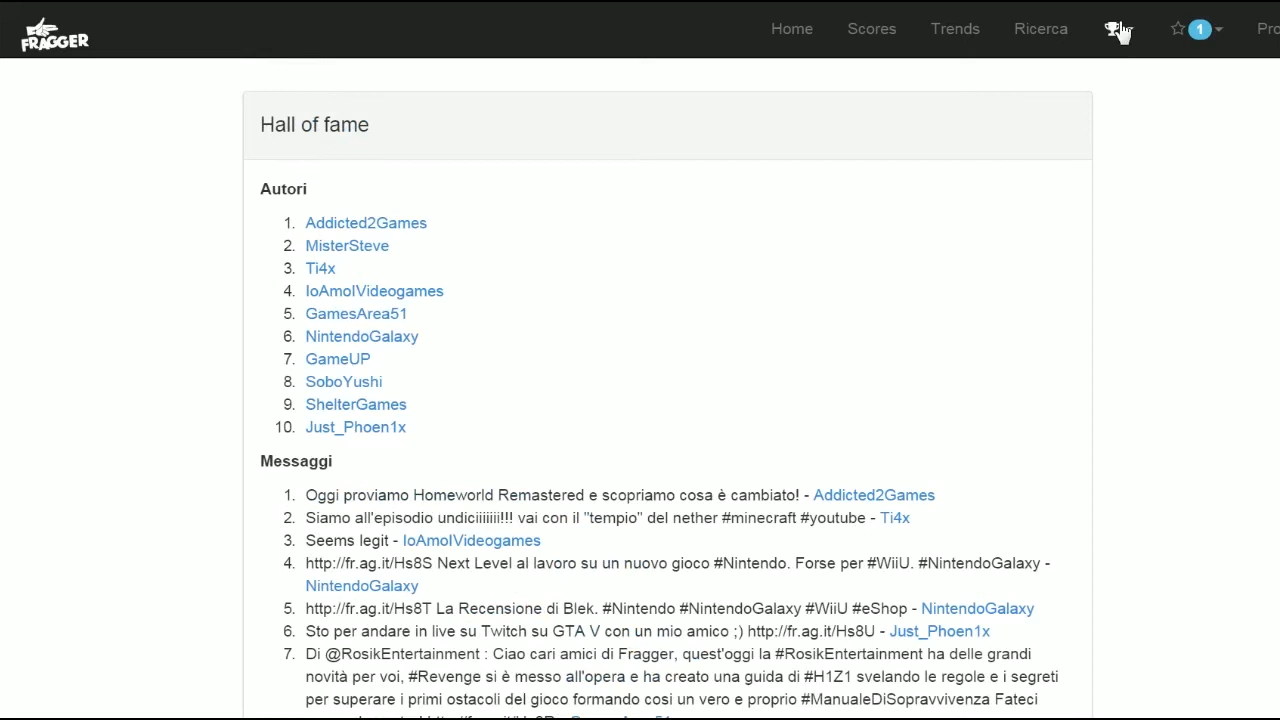 FRAGGER
Home Scores Trends Ricerca 1 Pro
Hall of fame
Autori
1. Addicted2Games
2. MisterSteve
3. Ti4x
4. IoAmoIVideogames
5. GamesArea51
6. NintendoGalaxy
7. GameUP
8. SoboYushi
9. ShelterGames
10. Just_Phoen1x
Messaggi
1. Oggi proviamo Homeworld Remastered e scopriamo cosa è cambiato! - Addicted2Games
2. Siamo all'episodio undiciiiiiii!!! vai con il "tempio" del nether #minecraft #youtube - Ti4x
3. Seems legit - IoAmoIVideogames
4. http://fr.ag.it/Hs8S Next Level al lavoro su un nuovo gioco #Nintendo. Forse per #WiiU. #NintendoGalaxy -
NintendoGalaxy
5. http://fr.ag.it/Hs8T La Recensione di Blek. #Nintendo #NintendoGalaxy #WiiU #eShop - NintendoGalaxy
6. Sto per andare in live su Twitch su GTA V con un mio amico ;) http://fr.ag.it/Hs8U - Just_Phoen1x
7. Di @RosikEntertainment : Ciao cari amici di Fragger, quest'oggi la #RosikEntertainment ha delle grandi
novità per voi, #Revenge si è messo all'opera e ha creato una guida di #H1Z1 svelando le regole e i segreti
per superare i primi ostacoli del gioco formando cosi un vero e proprio #ManualeDiSopravvivenza Fateci